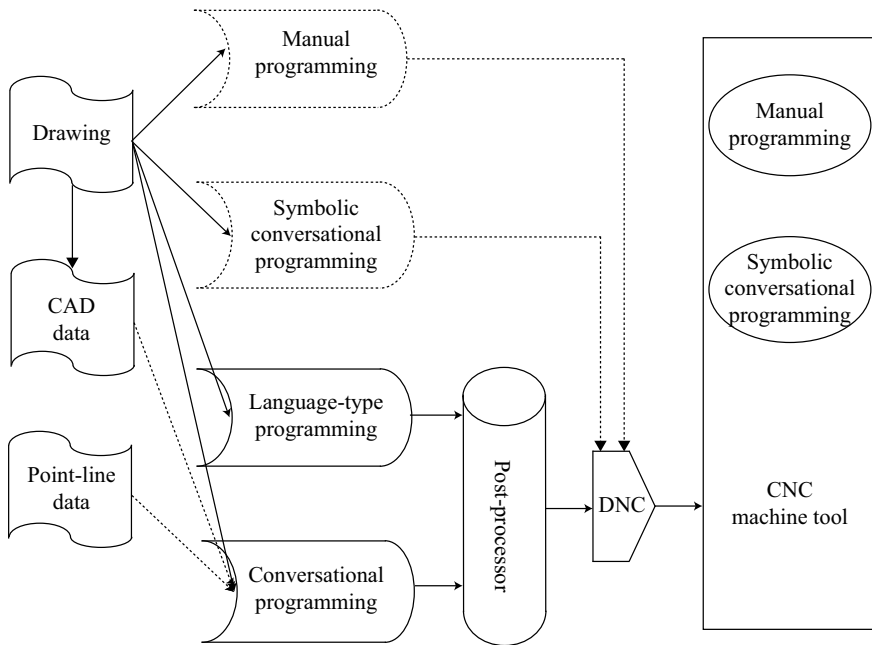 Manual
programming
Drawing
Symbolic
conversational
programming
CAD
data
Language-type
programming
Point-line
data
Conversational
programming
Post-processor
DNC
Manual
programming
Symbolic
conversational
programming
CNC
machine tool